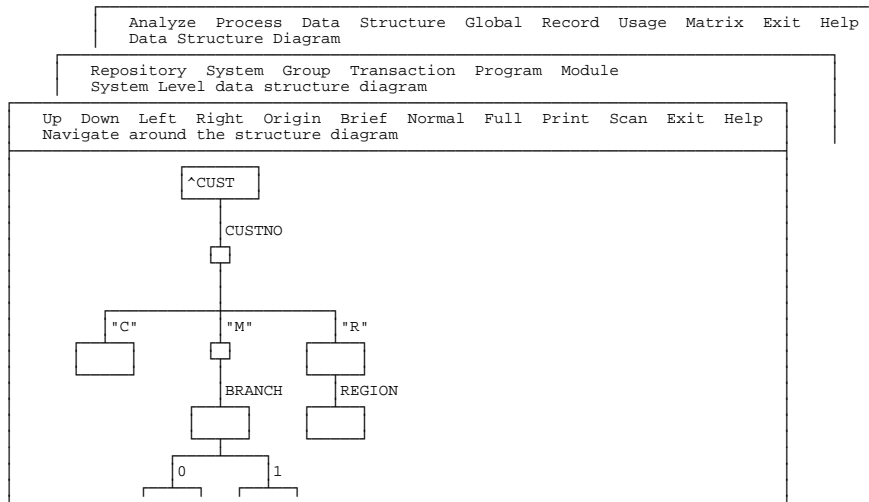 Analyze Process Data Structure Global Record Usage Matrix Exit Help
Data Structure Diagram
Repository System Group Transaction Program Module
System Level data structure diagram
Up Down Left Right Origin Brief Normal Full Print Scan Exit Help
Navigate around the structure diagram
^CUST
CUSTNO
"C" "M" "R"
BRANCH REGION
0 1